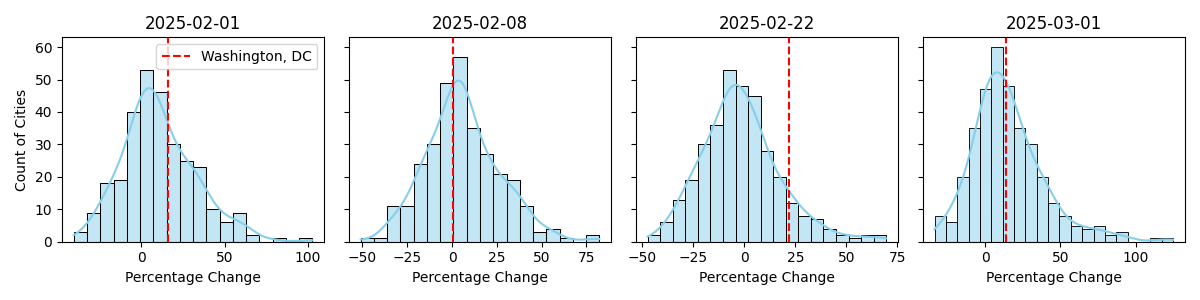 2025-02-01 2025-02-08 2025-02-22 2025-03-01
Count of Cities
60
50
40
30
20
10
0
Washington, DC
0 50 100
Percentage Change
−50 −25 0 25 50 75
Percentage Change
−50 −25 0 25 50 75
Percentage Change
0 50 100
Percentage Change